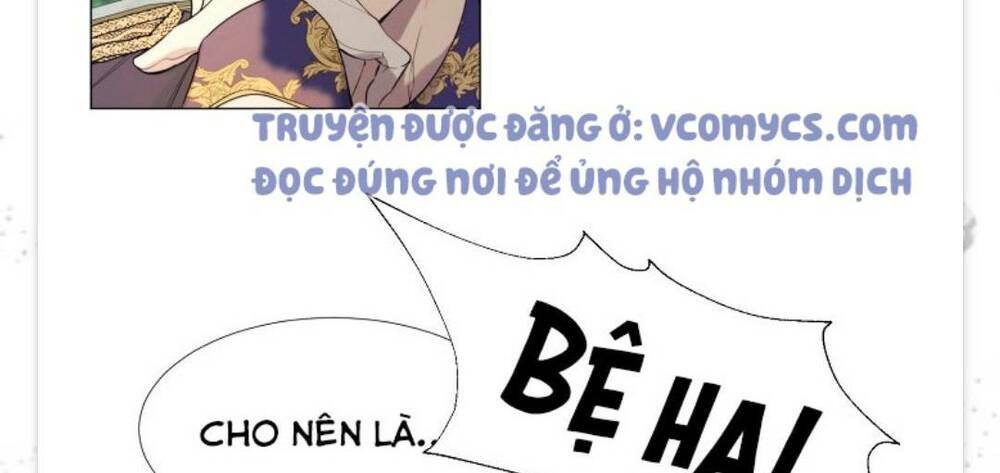 Truyện được đăng ở: vcomycs.com
Đọc đúng nơi để ủng hộ nhóm dịch
BỆ HẠ!
CHO NÊN LÀ..